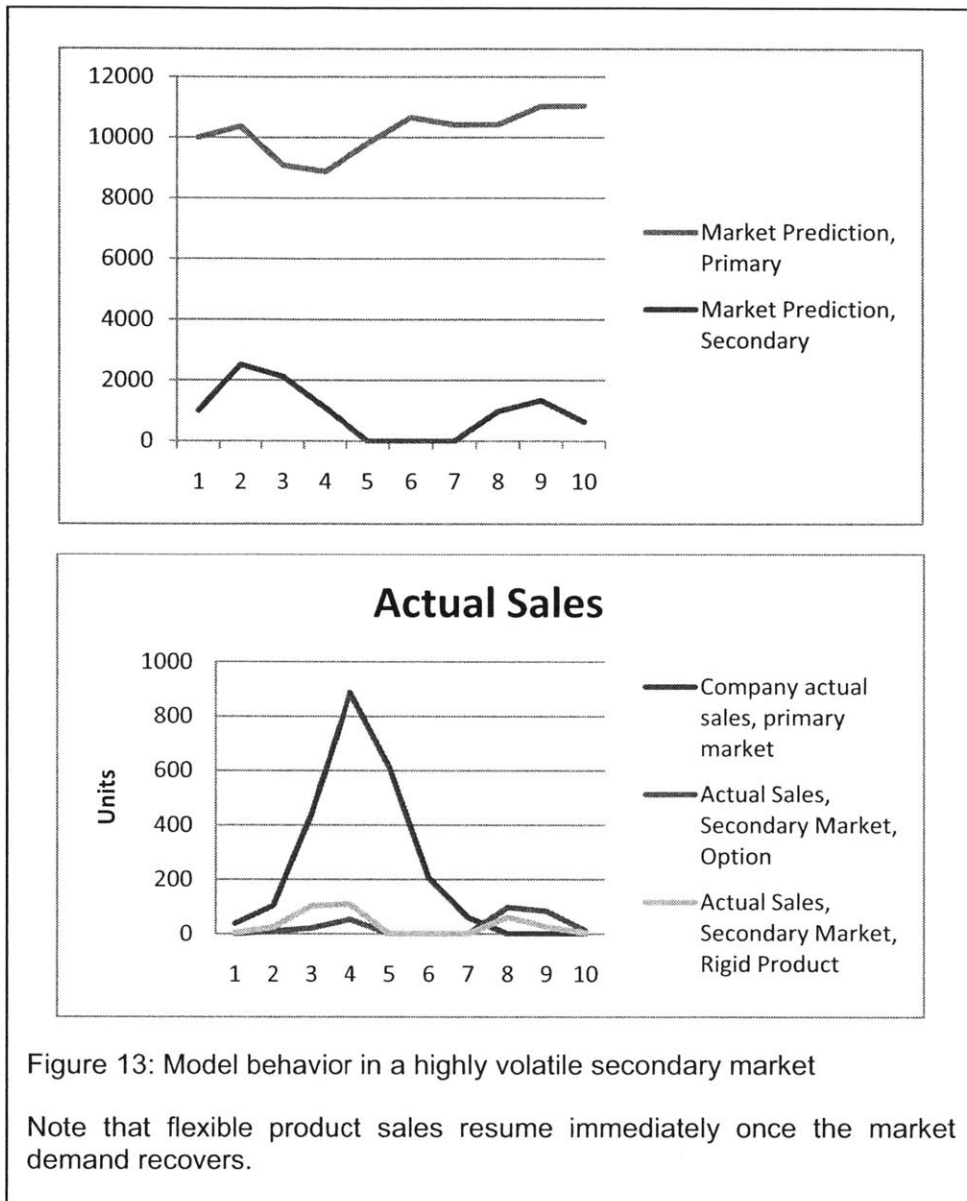 12000
10000
8000
6000
4000
2000
0
1 2 3 4 5 6 7 8 9 10
Market Prediction,
Primary
Market Prediction,
Secondary
Actual Sales
Units
1000
800
600
400
200
0
1 2 3 4 5 6 7 8 9 10
Company actual
sales, primary
market
Actual Sales,
Secondary Market,
Option
Actual Sales,
Secondary Market,
Rigid Product
Figure 13: Model behavior in a highly volatile secondary market
Note that flexible product sales resume immediately once the market
demand recovers.